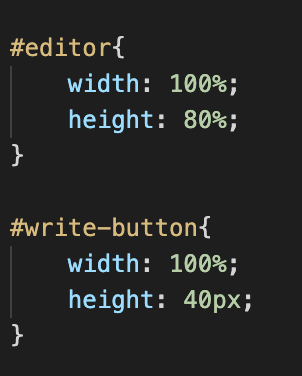 #editor{
    width: 100%;
    height: 80%;
}

#write-button{
    width: 100%;
    height: 40px;
}